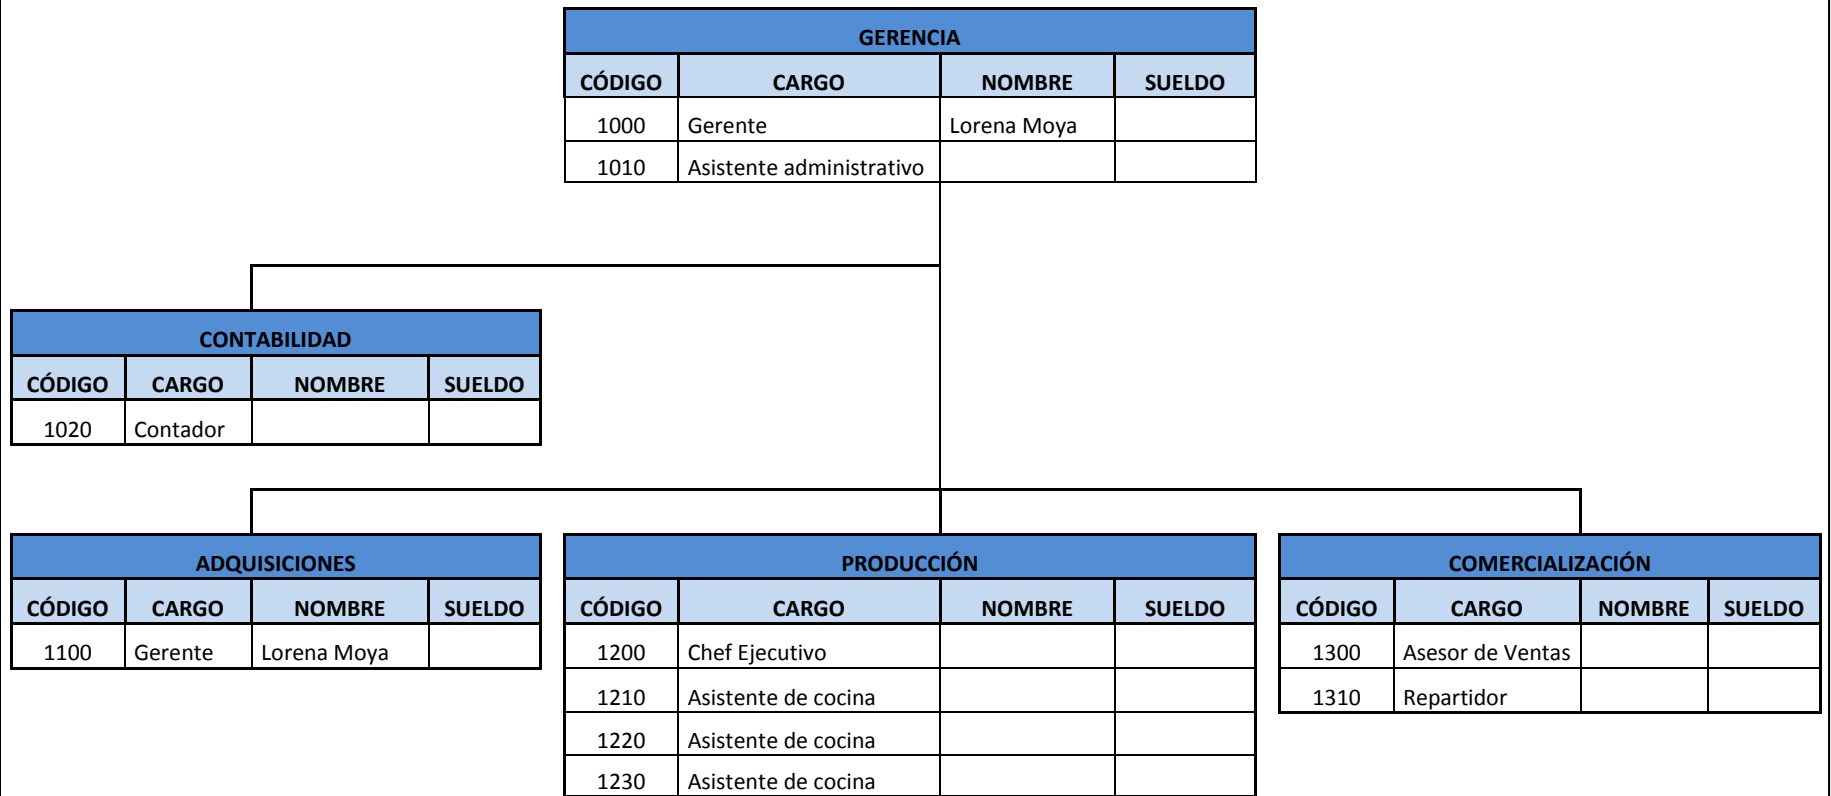 GERENCIA
CÓDIGO CARGO NOMBRE SUELDO
1000 Gerente Lorena Moya
1010 Asistente administrativo
CONTABILIDAD
CÓDIGO CARGO NOMBRE SUELDO
1020 Contador
ADQUISICIONES
CÓDIGO CARGO NOMBRE SUELDO
1100 Gerente Lorena Moya
PRODUCCIÓN
CÓDIGO CARGO NOMBRE SUELDO
1200 Chef Ejecutivo
1210 Asistente de cocina
1220 Asistente de cocina
1230 Asistente de cocina
COMERCIALIZACIÓN
CÓDIGO CARGO NOMBRE SUELDO
1300 Asesor de Ventas
1310 Repartidor